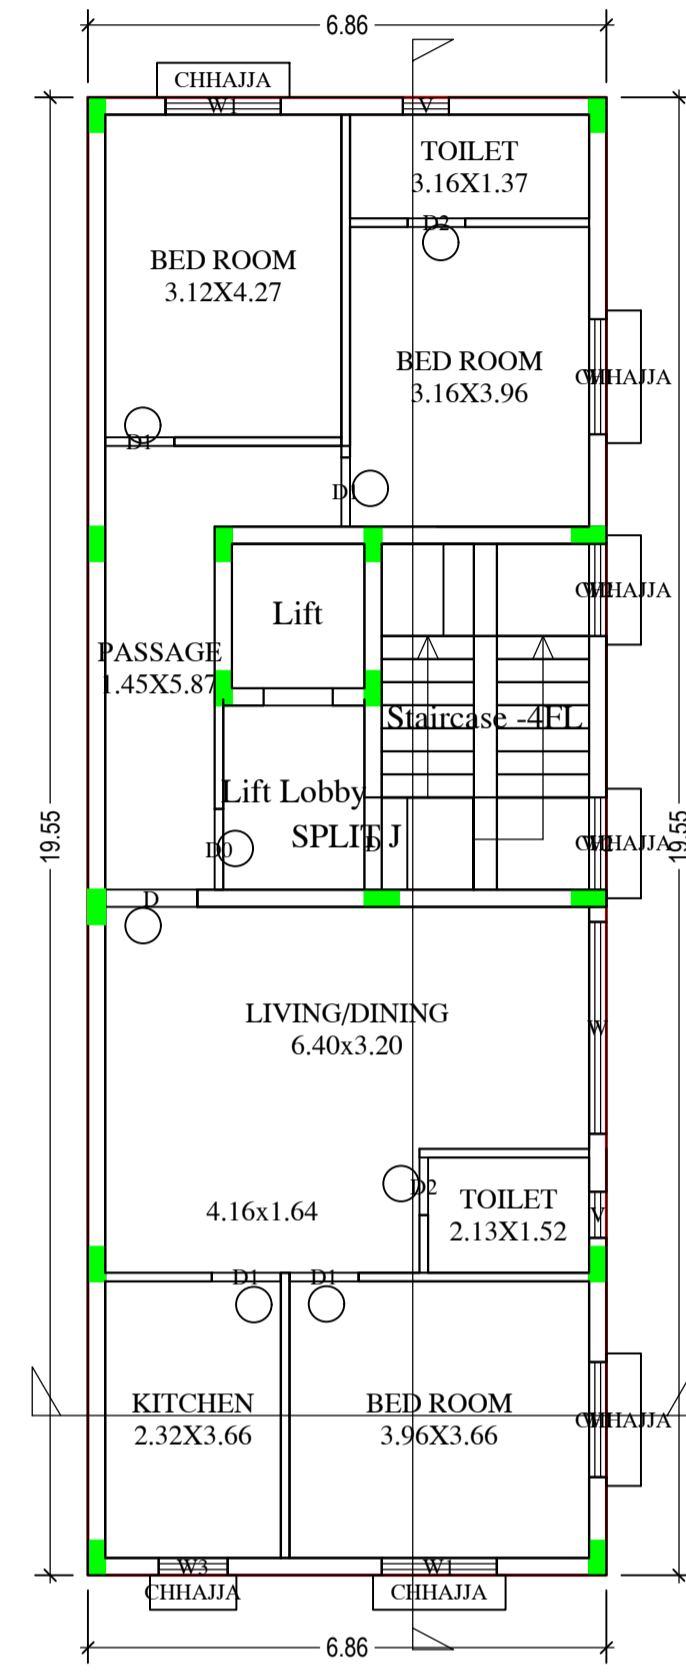 6.86
CHHAJJA
W1
V
TOILET
3.16X1.37
D2
BED ROOM
3.12X4.27
BED ROOM
3.16X3.96
CHHAJJA
D1
D1
CHHAJJA
Lift
PASSAGE
1.45X5.87
Staircase -4FL
Lift Lobby
SPLIT J
D
D0
CHHAJJA
19.55
19.55
D
LIVING/DINING
6.40x3.20
W
D2
TOILET
2.13X1.52
V
4.16x1.64
D1
D1
KITCHEN
2.32X3.66
BED ROOM
3.96X3.66
CHHAJJA
W3
W1
CHHAJJA
CHHAJJA
6.86